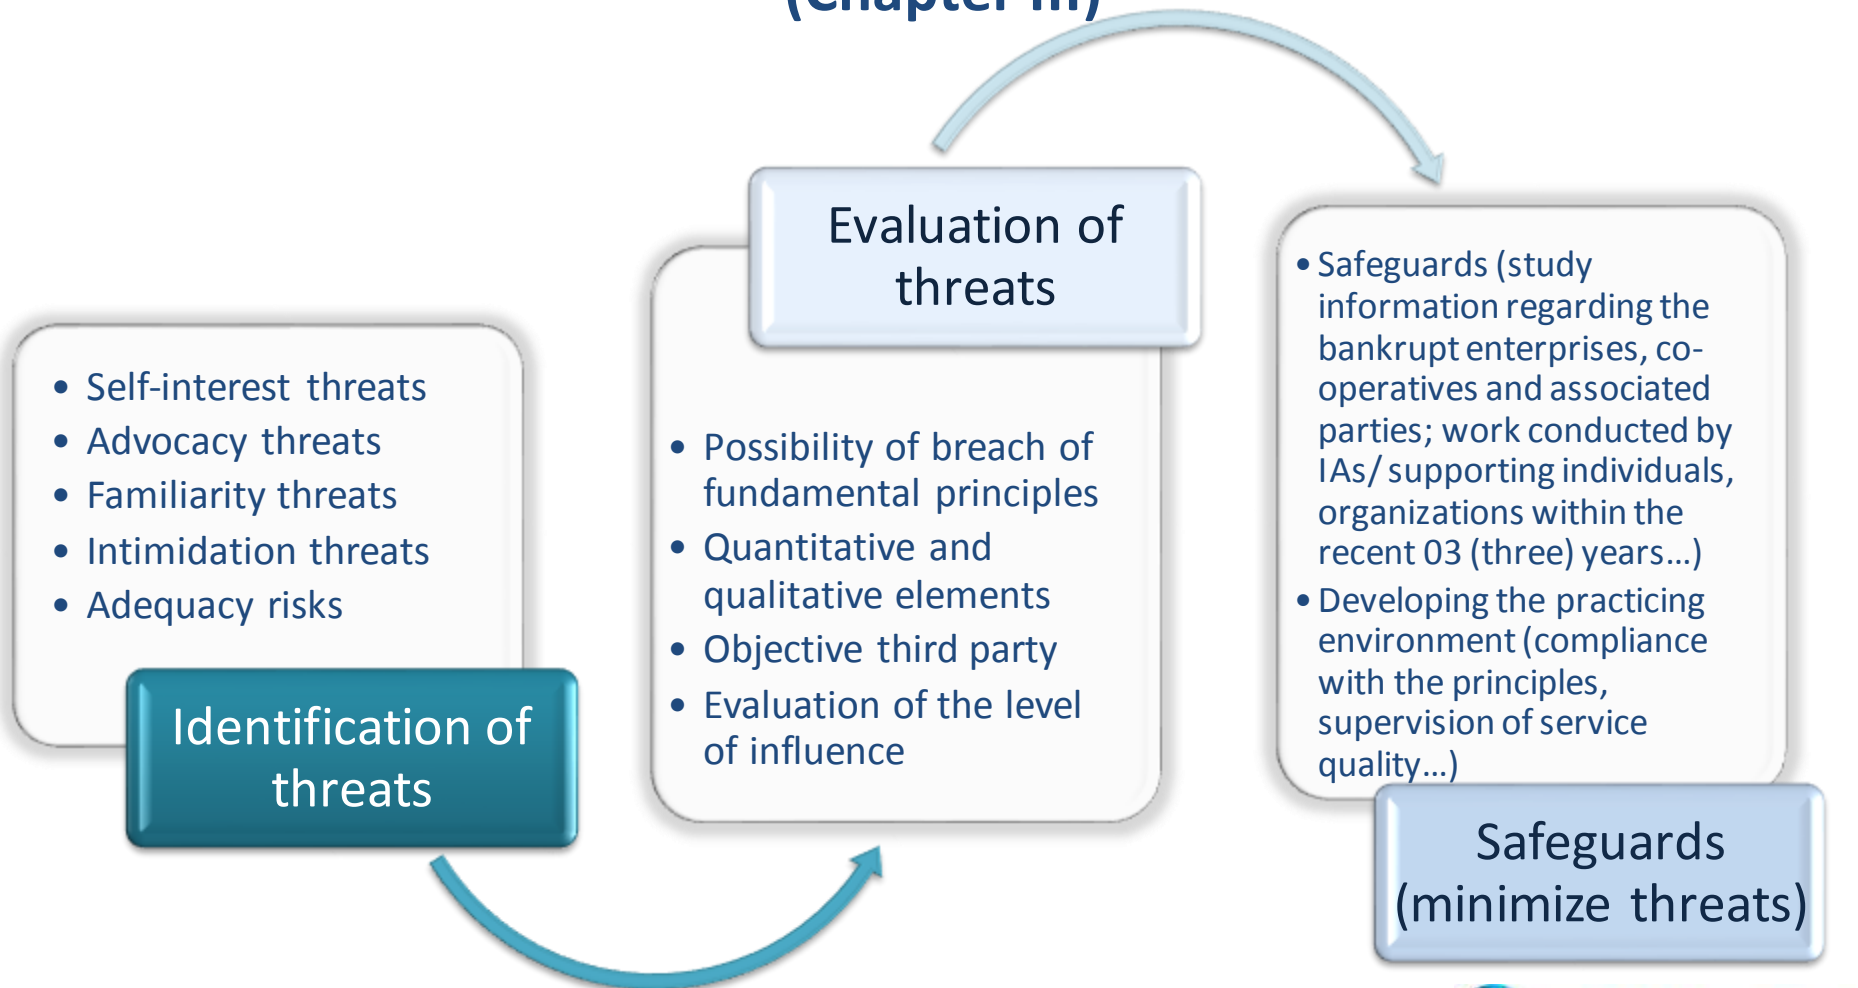 (Chapter III)
• Self-interest threats
• Advocacy threats
• Familiarity threats
• Intimidation threats
• Adequacy risks
Identification of
threats
Evaluation of
threats
• Possibility of breach of
fundamental principles
• Quantitative and
qualitative elements
• Objective third party
• Evaluation of the level
of influence
• Safeguards (study
information regarding the
bankrupt enterprises, co-
operatives and associated
parties; work conducted by
IAs/ supporting individuals,
organizations within the
recent 03 (three) years…)
• Developing the practicing
environment (compliance
with the principles,
supervision of service
quality…)
Safeguards
(minimize threats)